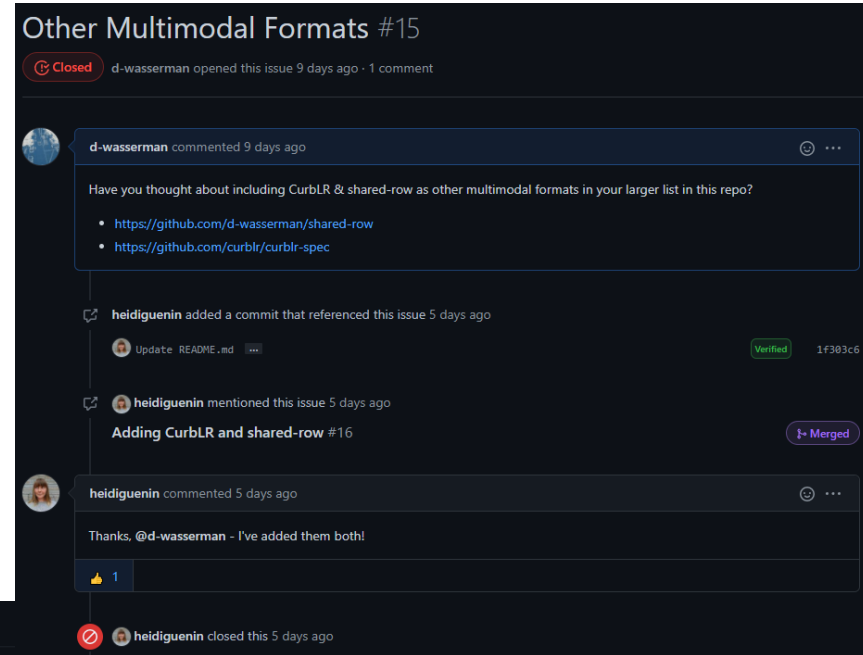 Other Multimodal Formats #15
Closed d-wasserman opened this issue 9 days ago · 1 comment
d-wasserman commented 9 days ago
Have you thought about including CurbLR & shared-row as other multimodal formats in your larger list in this repo?
• https://github.com/d-wasserman/shared-row
• https://github.com/curblr/curblr-spec
heidiguenin added a commit that referenced this issue 5 days ago
Update README.md ... Verified 1f303c6
heidiguenin mentioned this issue 5 days ago
Adding CurbLR and shared-row #16 Merged
heidiguenin commented 5 days ago
Thanks, @d-wasserman - I've added them both!
👍 1
heidiguenin closed this 5 days ago